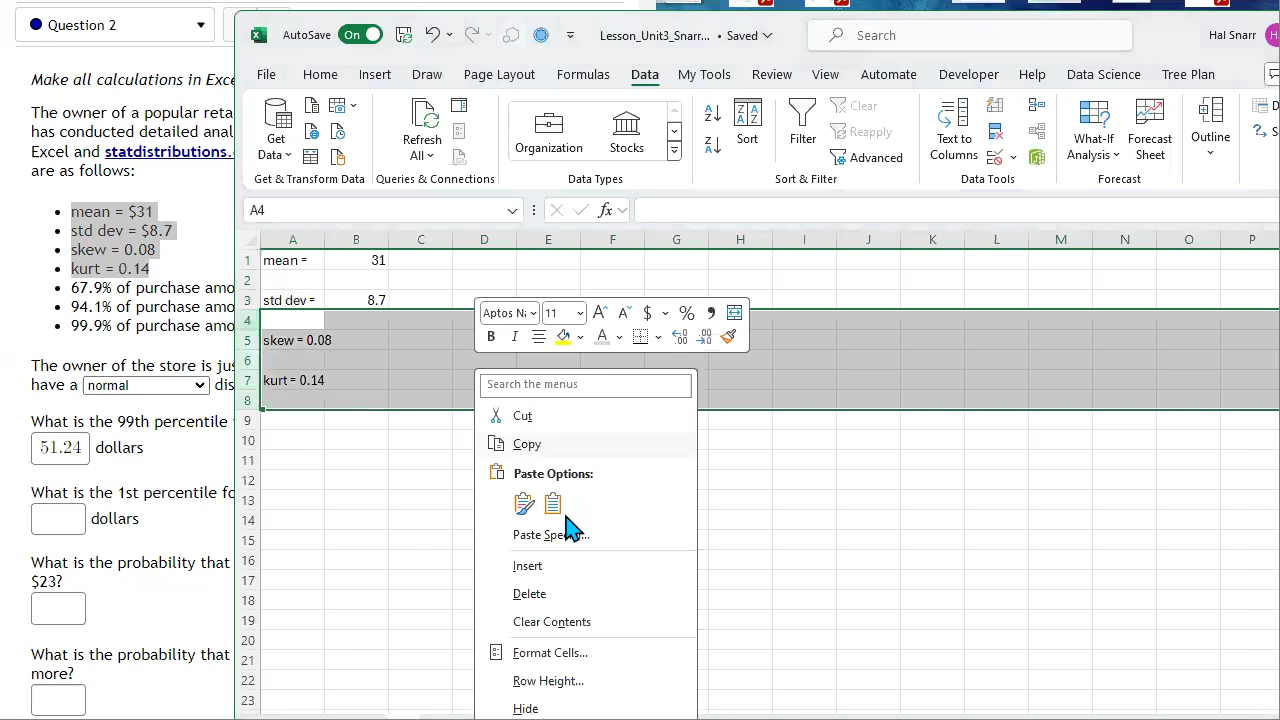 Question 2
Make all calculations in Exce
The owner of a popular reta
has conducted detailed anal
Excel and statdistributions.
are as follows:
mean = $31
std dev = $8.7
skew = 0.08
kurt = 0.14
67.9% of purchase amo
94.1% of purchase amo
99.9% of purchase amo
The owner of the store is jus
have a normal dis
What is the 99th percentile
51.24 dollars
What is the 1st percentile fo
dollars
What is the probability that
$23?
What is the probability that
more?
AutoSave On Lesson_Unit3_Snarr... • Saved Search Hal Snarr
File Home Insert Draw Page Layout Formulas Data My Tools Review View Automate Developer Help Data Science Tree Plan
Get Data Refresh All Organization Stocks Sort Filter Clear Reapply Advanced Text to Columns What-If Analysis Forecast Sheet Outline
Get & Transform Data Queries & Connections Data Types Sort & Filter Data Tools Forecast
A4 fx
A B C D E F G H I J K L M N O P
1 mean = 31
2
3 std dev = 8.7
4
5 skew = 0.08
6
7 kurt = 0.14
8
9
10
11
12
13
14
15
16
17
18
19
20
21
22
23
Aptos Na 11 A A $ % ,
B I A
Search the menus
Cut
Copy
Paste Options:
Insert
Delete
Clear Contents
Format Cells...
Row Height...
Hide